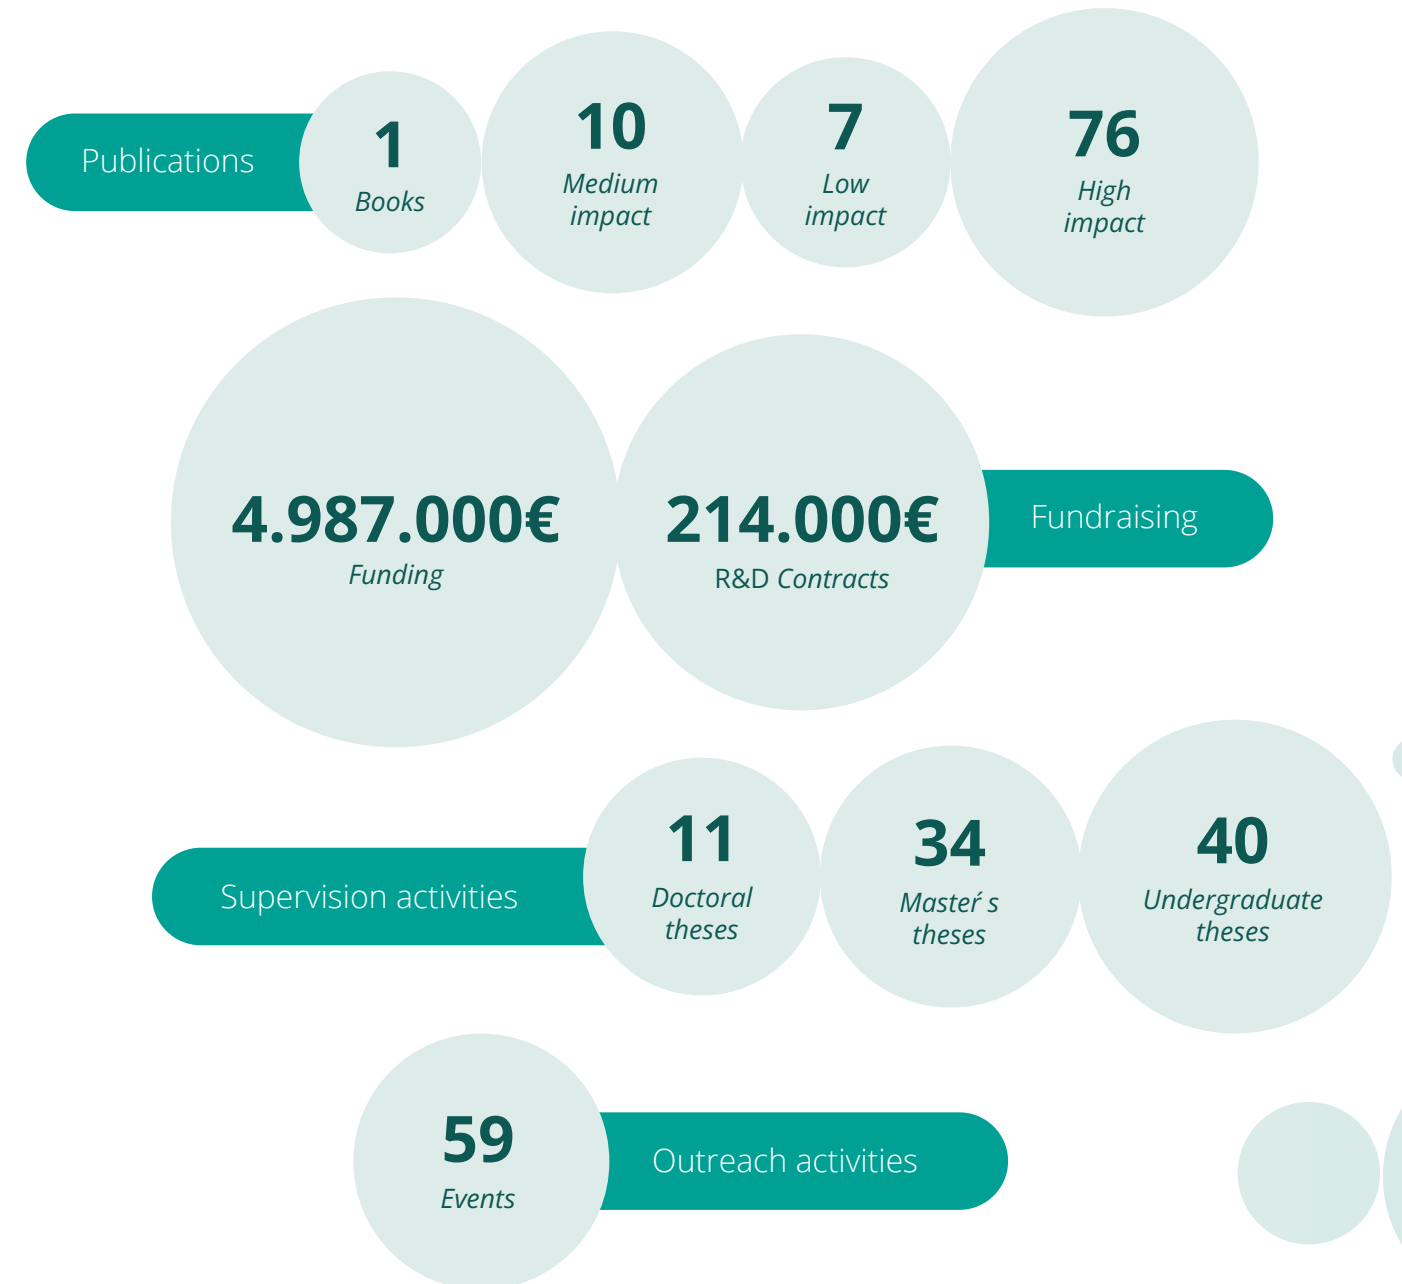 Publications
1
Books
10
Medium
impact
7
Low
impact
76
High
impact
4.987.000€
Funding
214.000€
R&D Contracts
Fundraising
Supervision activities
11
Doctoral
theses
34
Master´s
theses
40
Undergraduate
theses
59
Events
Outreach activities